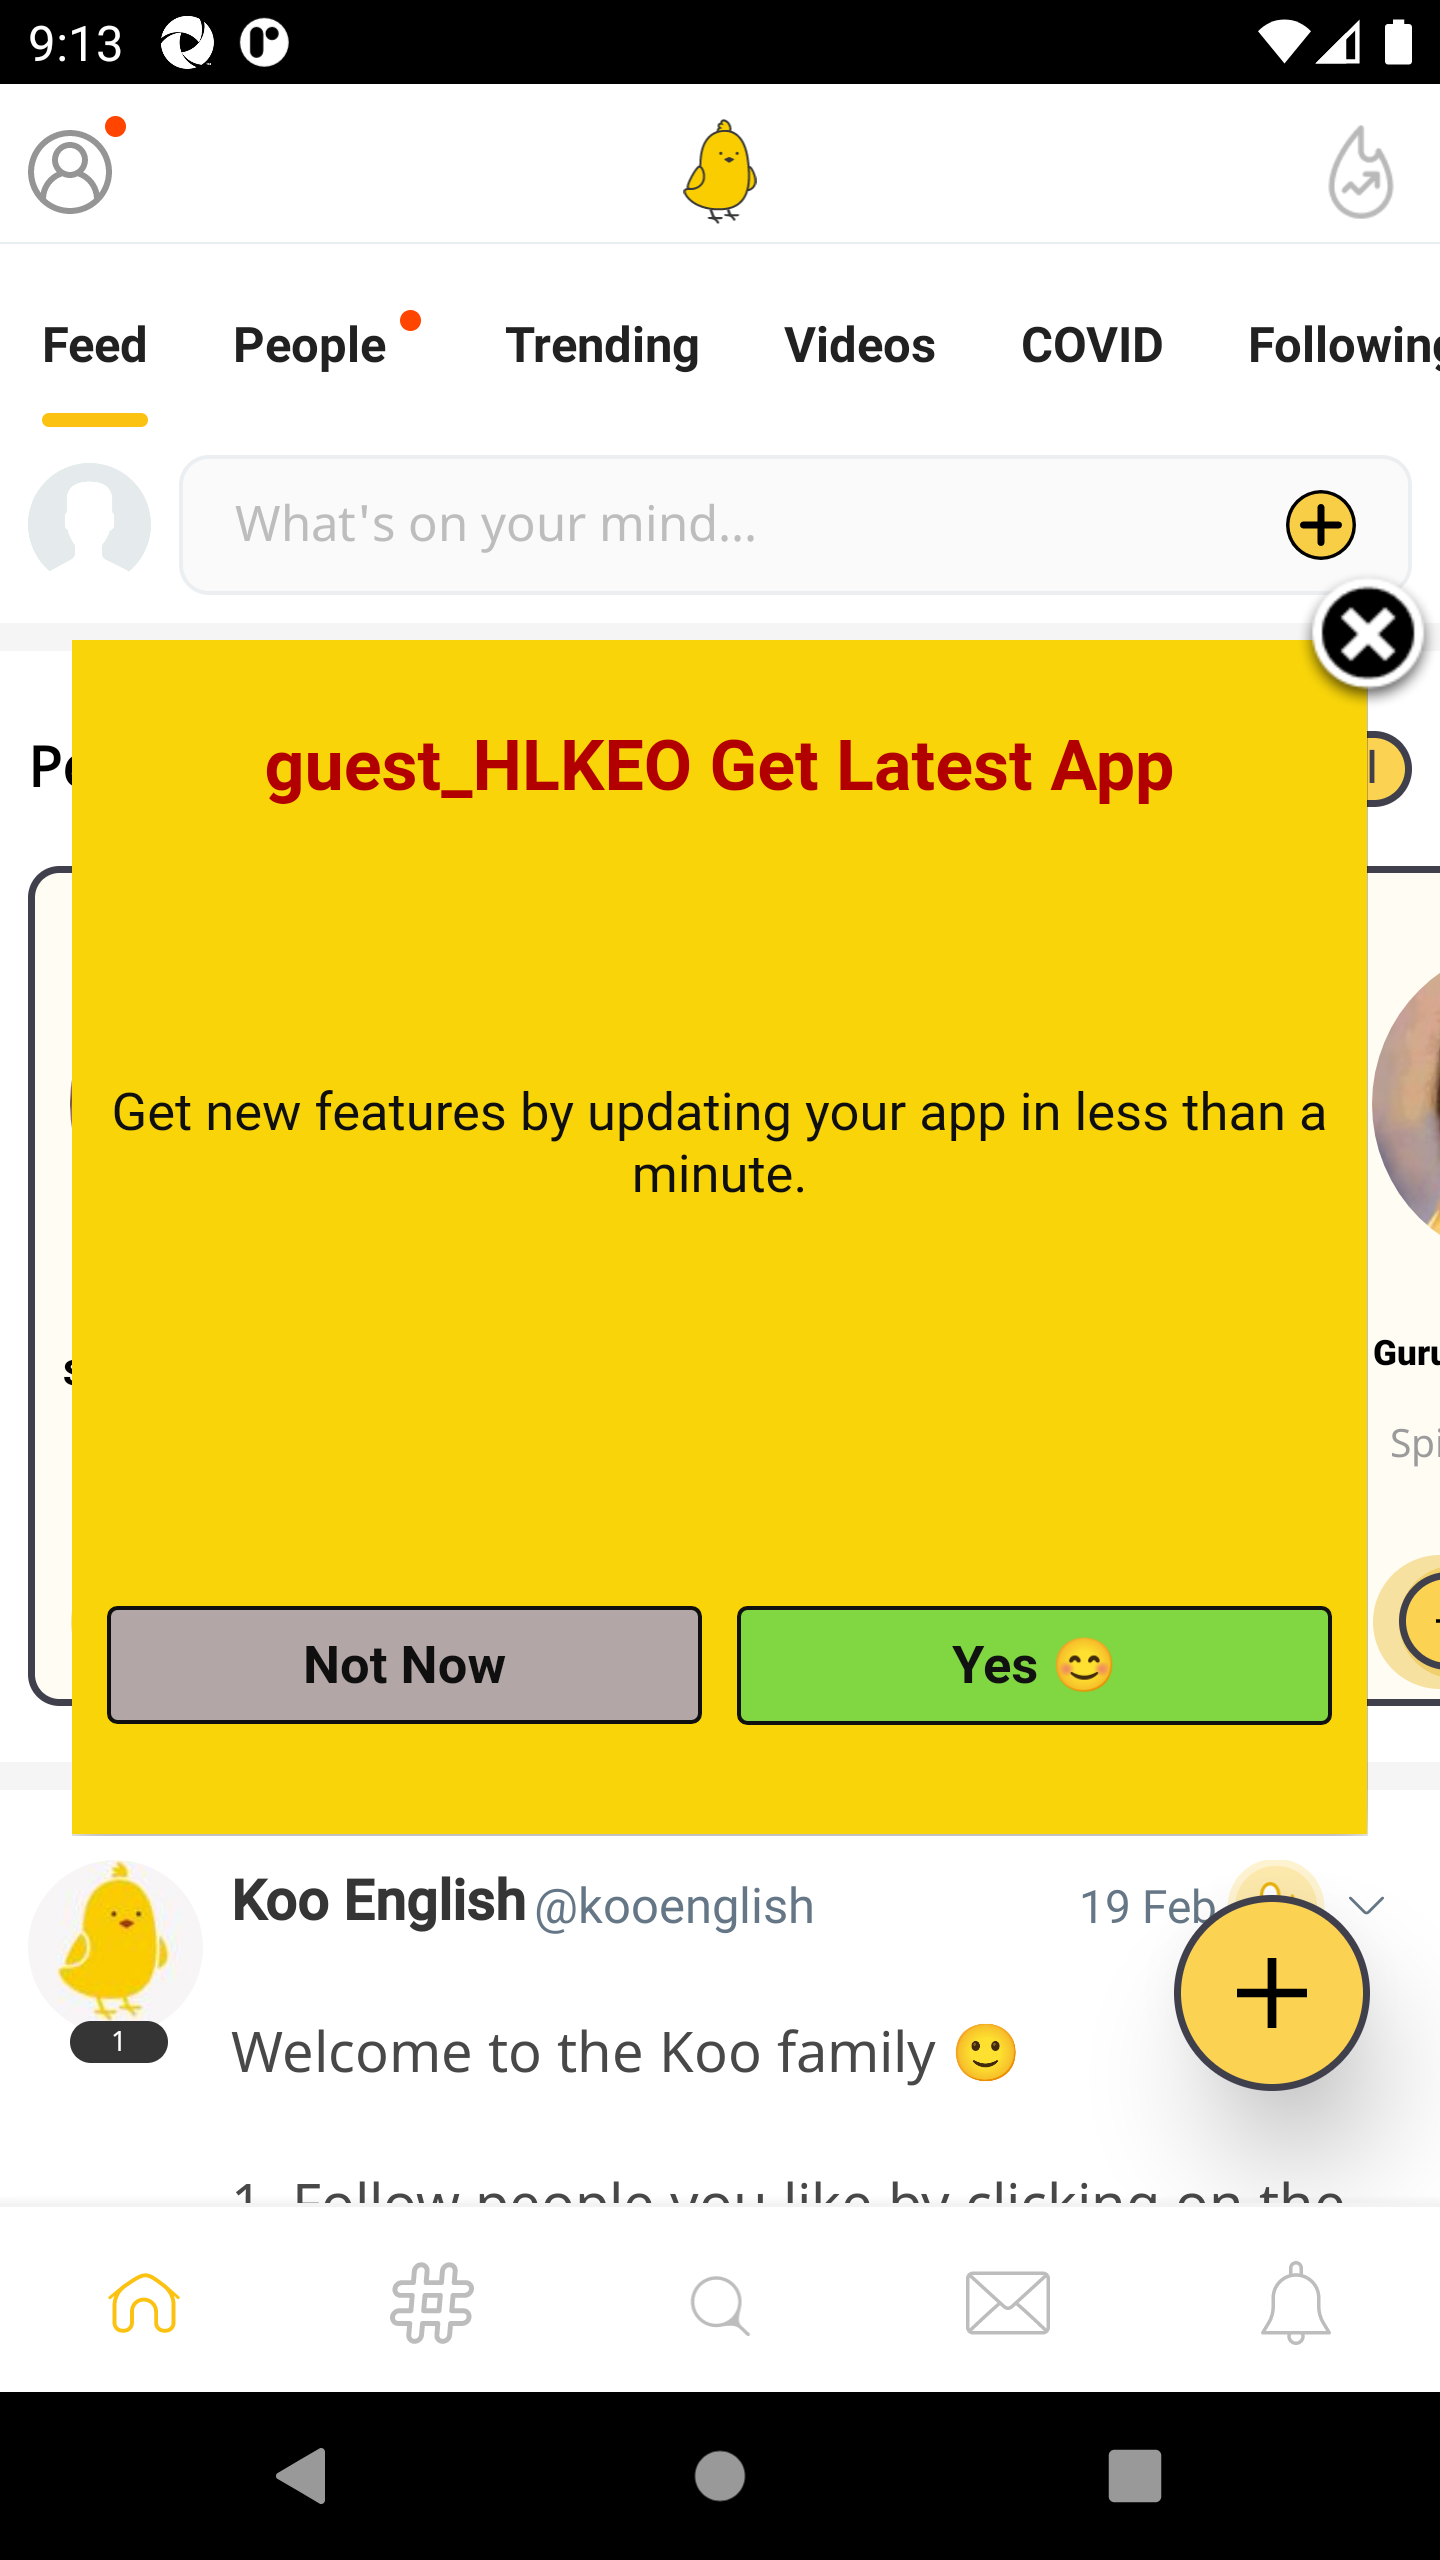 9:13
Feed People Trending Videos COVID Following
What's on your mind...
guest_HLKEO Get Latest App
Get new features by updating your app in less than a
minute.
Guru
Spi
Not Now Yes 😊
Koo English @kooenglish 19 Feb
1
Welcome to the Koo family 🙂
1. Follow people you like by clicking on the